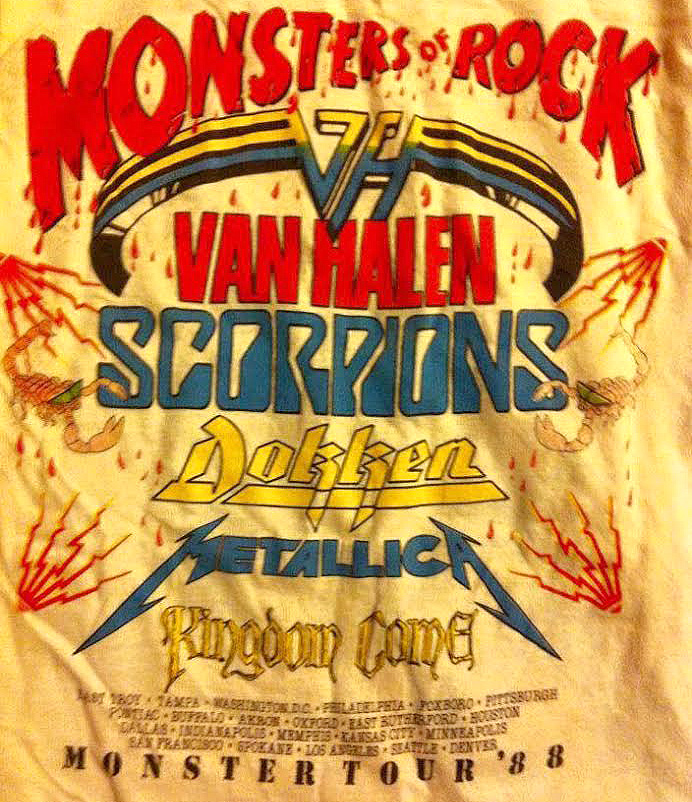 MONSTERS OF ROCK
VH
VAN HALEN
SCORPIONS
Dokken
METALLICA
Kingdom Come
EAST TROY • TAMPA • WASHINGTON, D.C. • PHILADELPHIA • FOXBORO • PITTSBURGH
PONTIAC • BUFFALO • AKRON • OXFORD • EAST RUTHERFORD • HOUSTON
DALLAS • INDIANAPOLIS • MEMPHIS • KANSAS CITY • MINNEAPOLIS
SAN FRANCISCO • SPOKANE • LOS ANGELES • SEATTLE • DENVER
MONSTER TOUR '88